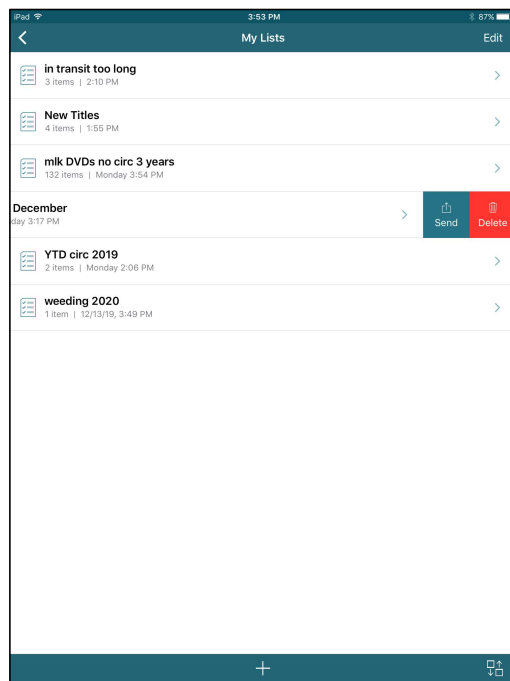 iPad 3:53 PM 87%
My Lists Edit
in transit too long
3 items | 2:10 PM
New Titles
4 items | 1:55 PM
mlk DVDs no circ 3 years
132 items | Monday 3:54 PM
December
day 3:17 PM
Send Delete
YTD circ 2019
2 items | Monday 2:06 PM
weeding 2020
1 item | 12/13/19, 3:49 PM